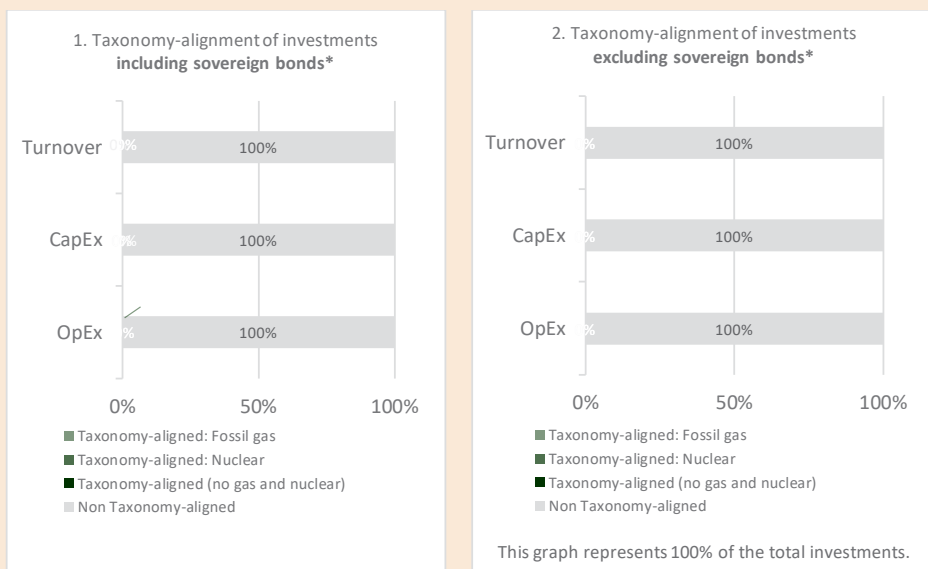 1. Taxonomy-alignment of investments
including sovereign bonds*
Turnover 100%
CapEx 100%
OpEx 100%
0% 50% 100%
Taxonomy-aligned: Fossil gas
Taxonomy-aligned: Nuclear
Taxonomy-aligned (no gas and nuclear)
Non Taxonomy-aligned
2. Taxonomy-alignment of investments
excluding sovereign bonds*
Turnover 100%
CapEx 100%
OpEx 100%
0% 50% 100%
Taxonomy-aligned: Fossil gas
Taxonomy-aligned: Nuclear
Taxonomy-aligned (no gas and nuclear)
Non Taxonomy-aligned
This graph represents 100% of the total investments.